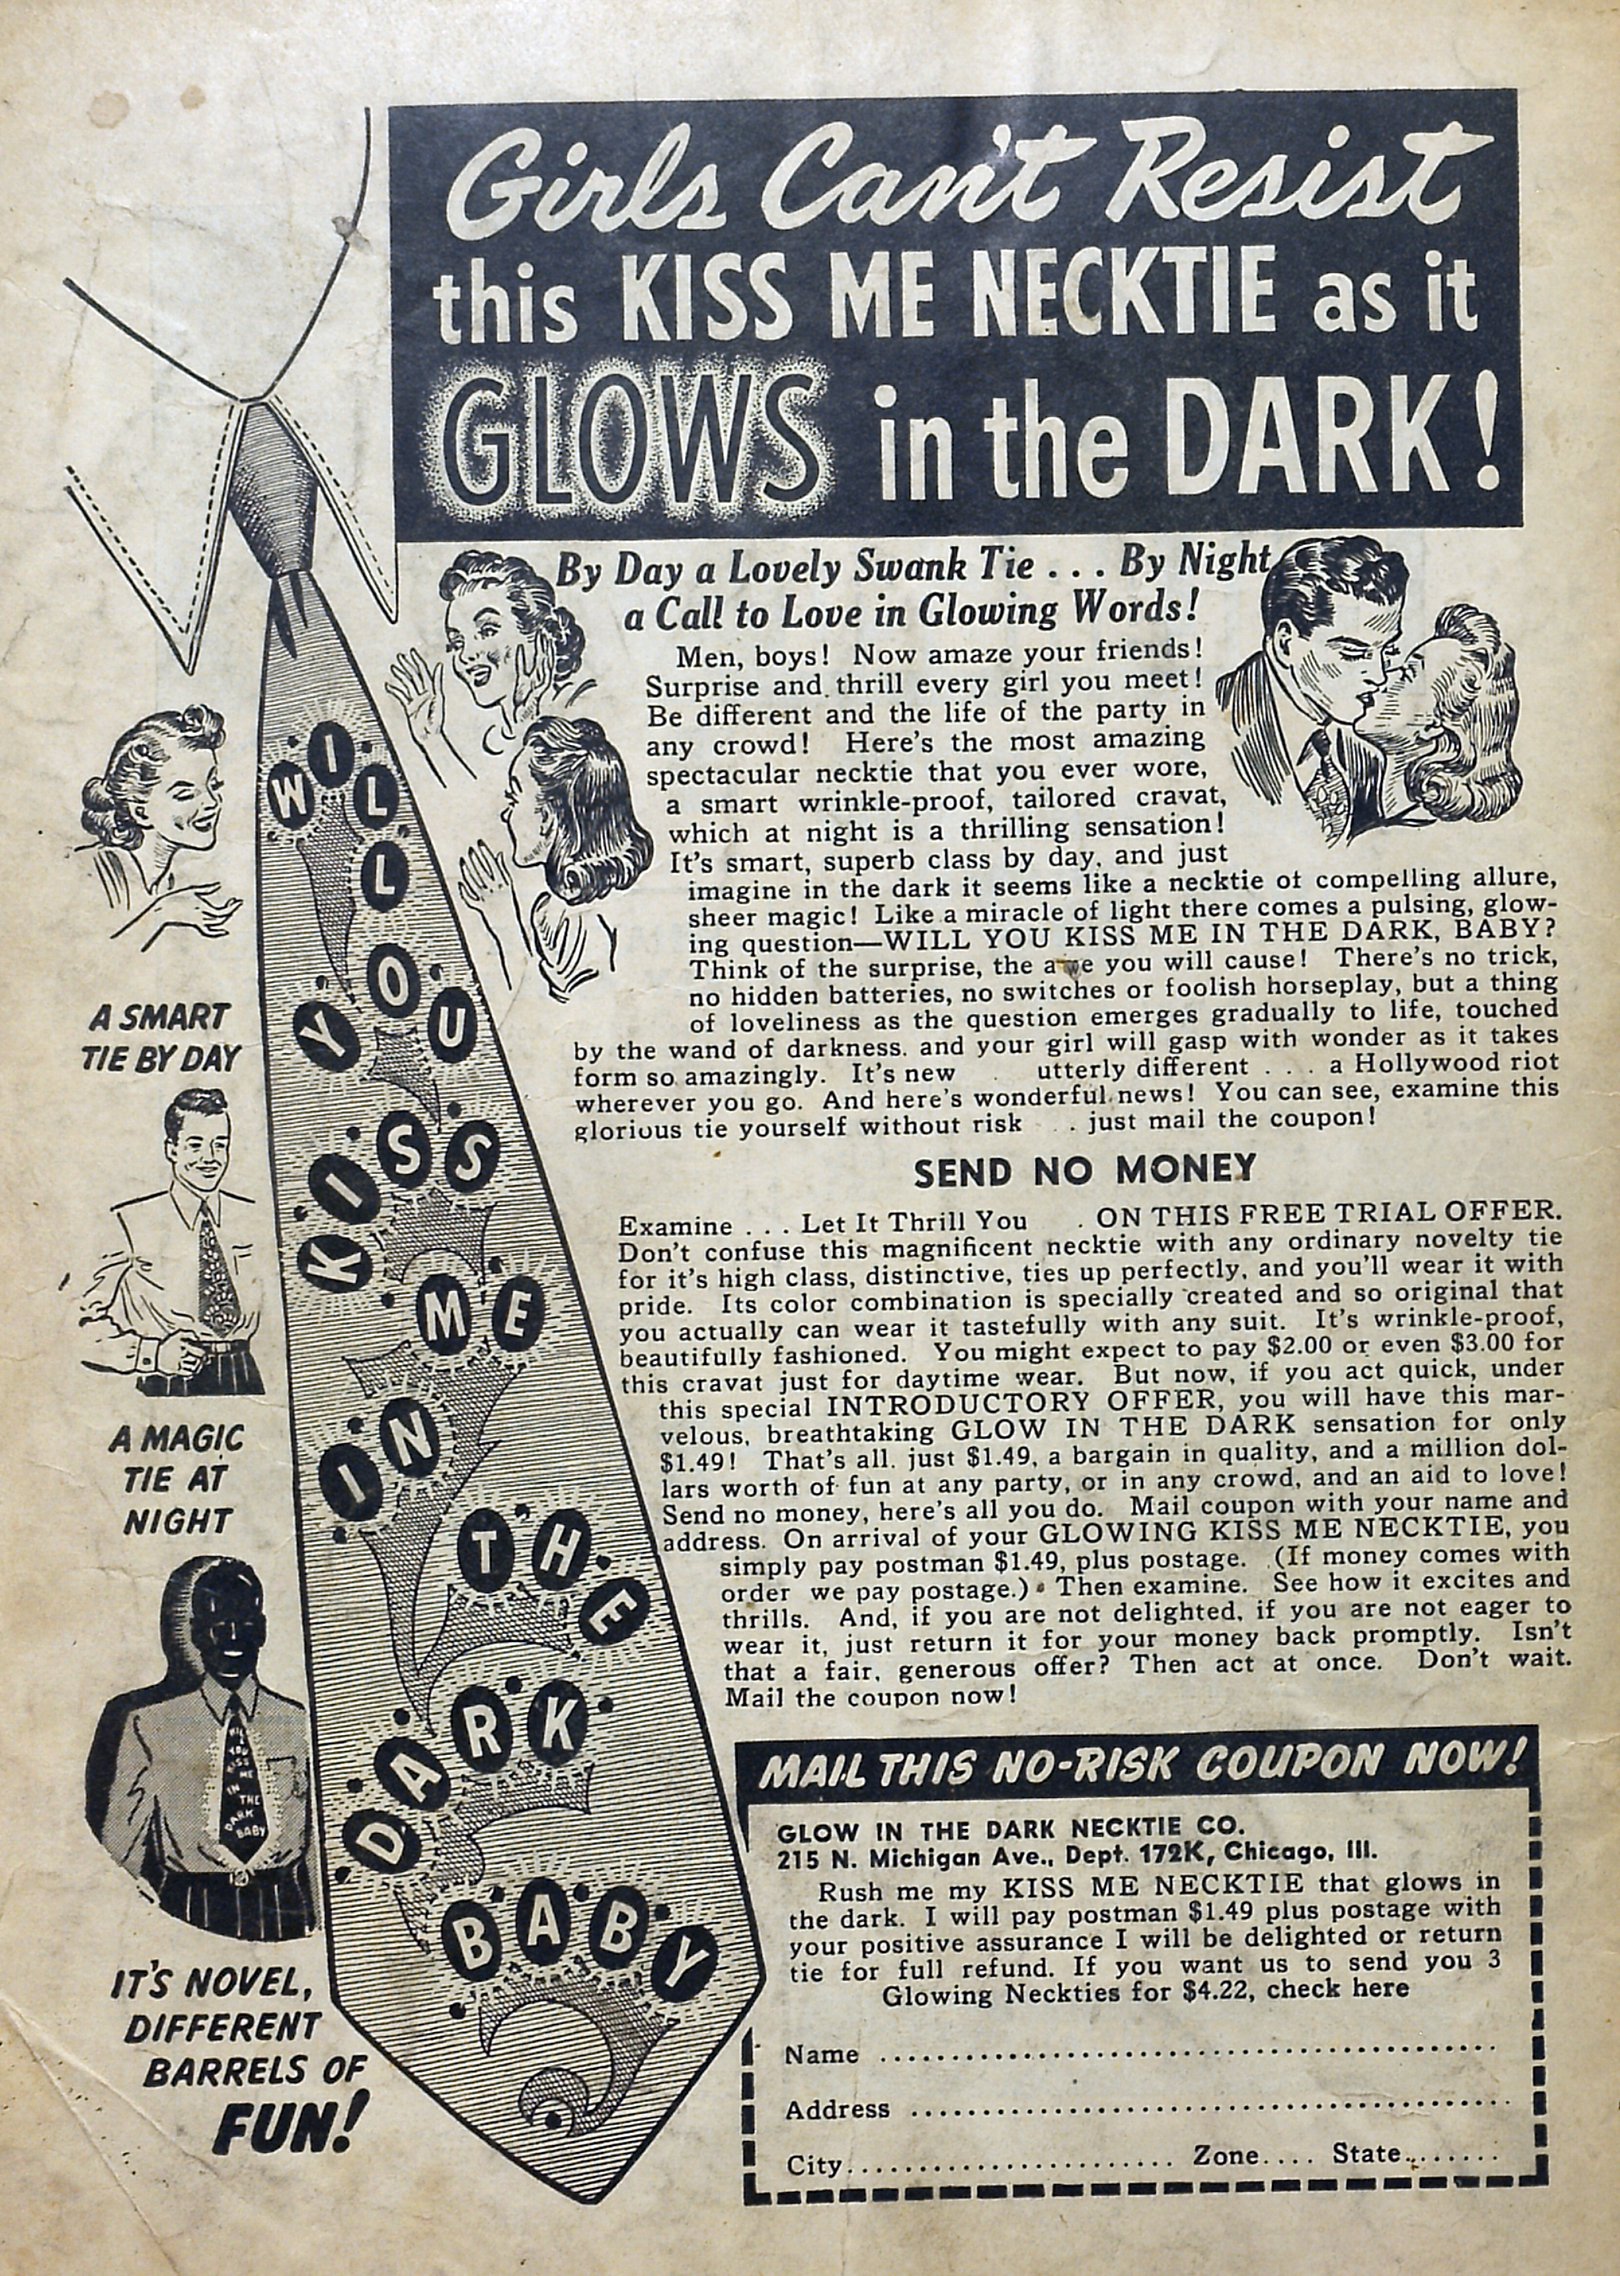 Girls Can't Resist
this KISS ME NECKTIE as it
GLOWS in the DARK!
By Day a Lovely Swank Tie . . . By Night
a Call to Love in Glowing Words!
Men, boys! Now amaze your friends!
Surprise and thrill every girl you meet!
Be different and the life of the party in
any crowd! Here's the most amazing
spectacular necktie that you ever wore,
a smart wrinkle-proof, tailored cravat,
which at night is a thrilling sensation!
It's smart, superb class by day, and just
imagine in the dark it seems like a necktie of compelling allure,
sheer magic! Like a miracle of light there comes a pulsing, glow-
ing question—WILL YOU KISS ME IN THE DARK, BABY?
Think of the surprise, the awe you will cause! There's no trick,
no hidden batteries, no switches or foolish horseplay, but a thing
of loveliness as the question emerges gradually to life, touched
by the wand of darkness. and your girl will gasp with wonder as it takes
form so amazingly. It's new . utterly different . . . a Hollywood riot
wherever you go. And here's wonderful news! You can see, examine this
glorious tie yourself without risk . . just mail the coupon!
SEND NO MONEY
Examine . . . Let It Thrill You . ON THIS FREE TRIAL OFFER.
Don't confuse this magnificent necktie with any ordinary novelty tie
for it's high class, distinctive, ties up perfectly, and you'll wear it with
pride. Its color combination is specially created and so original that
you actually can wear it tastefully with any suit. It's wrinkle-proof,
beautifully fashioned. You might expect to pay $2.00 or even $3.00 for
this cravat just for daytime wear. But now, if you act quick, under
this special INTRODUCTORY OFFER, you will have this mar-
velous, breathtaking GLOW IN THE DARK sensation for only
$1.49! That's all. just $1.49, a bargain in quality, and a million dol-
lars worth of fun at any party, or in any crowd, and an aid to love!
Send no money, here's all you do. Mail coupon with your name and
address. On arrival of your GLOWING KISS ME NECKTIE, you
simply pay postman $1.49, plus postage. (If money comes with
order we pay postage.) Then examine. See how it excites and
thrills. And, if you are not delighted, if you are not eager to
wear it, just return it for your money back promptly. Isn't
that a fair, generous offer? Then act at once. Don't wait.
Mail the coupon now!
WILL
YOU
KISS
ME
IN
THE
DARK
BABY
A SMART
TIE BY DAY
A MAGIC
TIE AT
NIGHT
WILL
YOU
KISS
ME
IN
THE
DARK
BABY
IT'S NOVEL,
DIFFERENT
BARRELS OF
FUN!
MAIL THIS NO-RISK COUPON NOW!
GLOW IN THE DARK NECKTIE CO.
215 N. Michigan Ave., Dept. 172K, Chicago, Ill.
Rush me my KISS ME NECKTIE that glows in
the dark. I will pay postman $1.49 plus postage with
your positive assurance I will be delighted or return
tie for full refund. If you want us to send you 3
Glowing Neckties for $4.22, check here
Name ..........................................
Address ..........................................
City....................... Zone.... State........